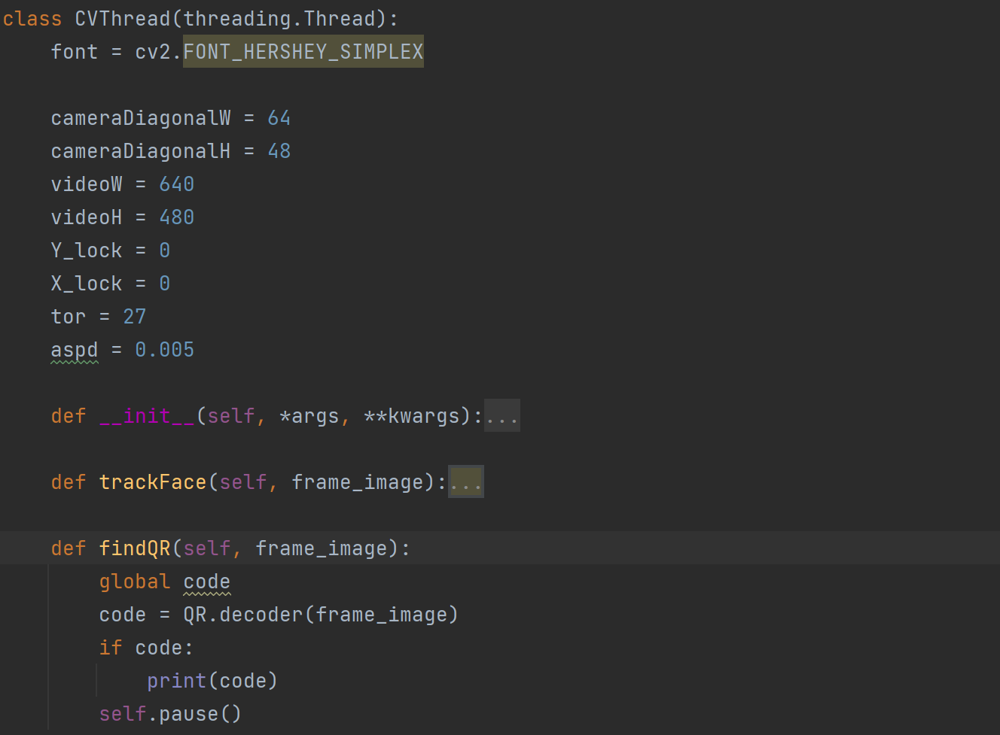 class CVThread(threading.Thread):
    font = cv2.FONT_HERSHEY_SIMPLEX

    cameraDiagonalW = 64
    cameraDiagonalH = 48
    videoW = 640
    videoH = 480
    Y_lock = 0
    X_lock = 0
    tor = 27
    aspd = 0.005

    def __init__(self, *args, **kwargs):...

    def trackFace(self, frame_image):...

    def findQR(self, frame_image):
        global code
        code = QR.decoder(frame_image)
        if code:
            print(code)
        self.pause()